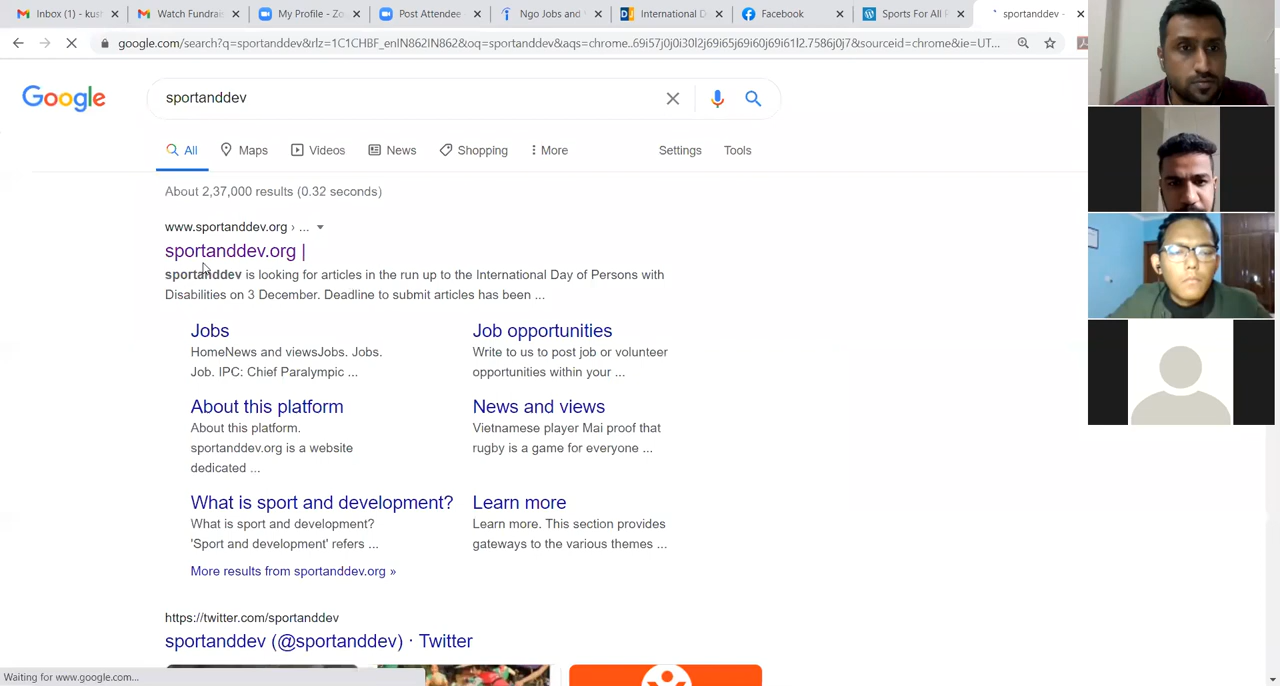 Inbox (1) - kus
Watch Fundrais
My Profile - Zo
Post Attendee
Ngo Jobs and
International D
Facebook
Sports For All F
sportanddev -
google.com/search?q=sportanddev&rlz=1C1CHBF_enIN862IN862&oq=sportanddev&aqs=chrome..69i57j0j0i30l2j69i65j69i60j69i61l2.7586j0j7&sourceid=chrome&ie=UT...
Google
sportanddev
All
Maps
Videos
News
Shopping
More
Settings
Tools
About 2,37,000 results (0.32 seconds)
www.sportanddev.org › ...
sportanddev.org |
sportanddev is looking for articles in the run up to the International Day of Persons with
Disabilities on 3 December. Deadline to submit articles has been ...
Jobs
HomeNews and viewsJobs. Jobs.
Job. IPC: Chief Paralympic ...
Job opportunities
Write to us to post job or volunteer
opportunities within your ...
About this platform
About this platform.
sportanddev.org is a website
dedicated ...
News and views
Vietnamese player Mai proof that
rugby is a game for everyone ...
What is sport and development?
What is sport and development?
'Sport and development' refers ...
Learn more
Learn more. This section provides
gateways to the various themes ...
More results from sportanddev.org »
https://twitter.com/sportanddev
sportanddev (@sportanddev) · Twitter
Waiting for www.google.com...